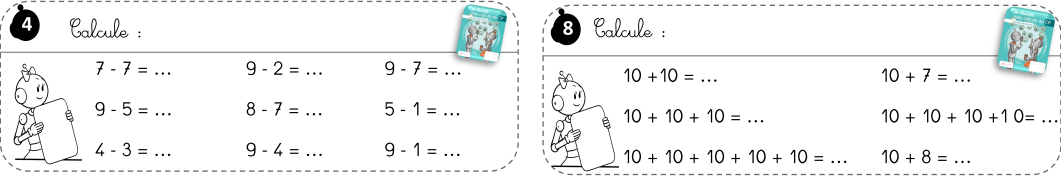 4 Calcule :
7 - 7 = ... 9 - 2 = ... 9 - 7 = ...
9 - 5 = ... 8 - 7 = ... 5 - 1 = ...
4 - 3 = ... 9 - 4 = ... 9 - 1 = ...
8 Calcule :
10 +10 = ... 10 + 7 = ...
10 + 10 + 10 = ... 10 + 10 + 10 +1 0= ...
10 + 10 + 10 + 10 + 10 = ... 10 + 8 = ...